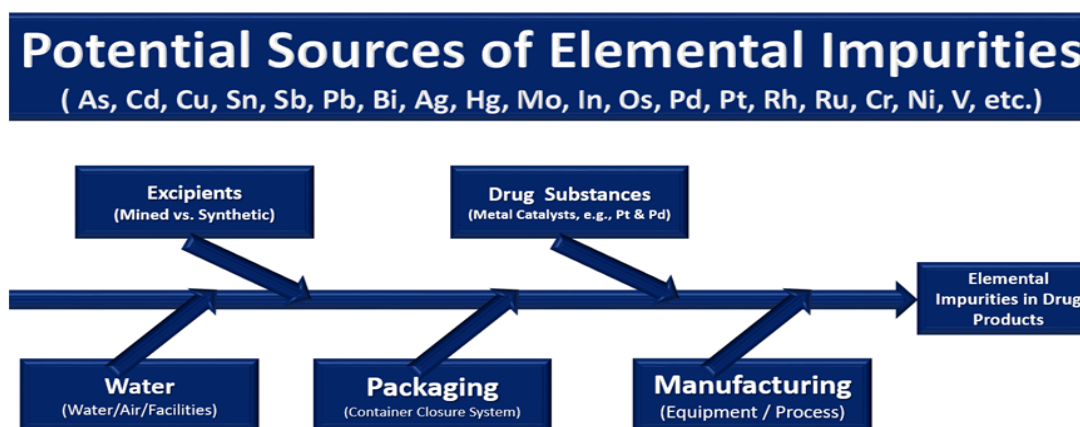 Potential Sources of Elemental Impurities
( As, Cd, Cu, Sn, Sb, Pb, Bi, Ag, Hg, Mo, In, Os, Pd, Pt, Rh, Ru, Cr, Ni, V, etc.)
Excipients
(Mined vs. Synthetic)
Drug Substances
(Metal Catalysts, e.g., Pt & Pd)
Elemental
Impurities in Drug
Products
Water
(Water/Air/Facilities)
Packaging
(Container Closure System)
Manufacturing
(Equipment / Process)